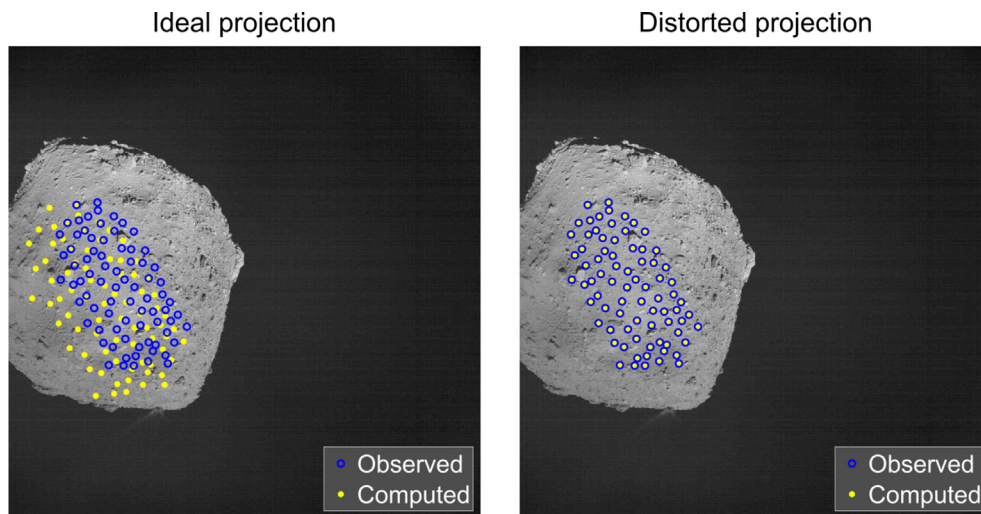 Ideal projection
Distorted projection
Observed
Computed
Observed
Computed